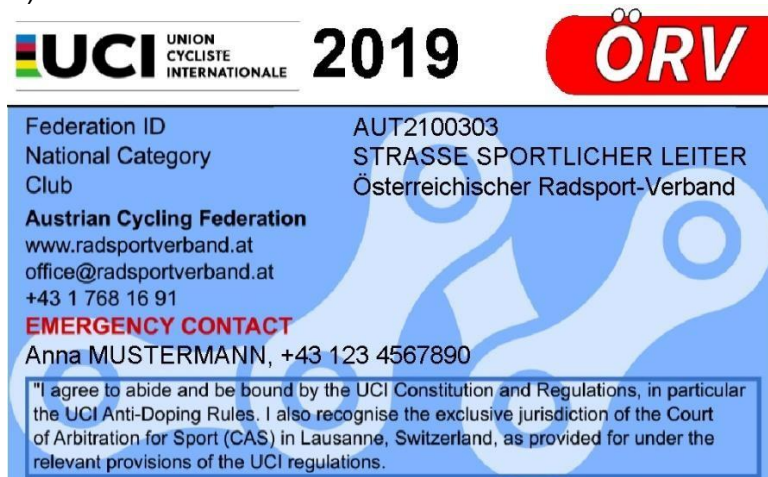 UCI UNION CYCLISTE INTERNATIONALE 2019 ÖRV
Federation ID AUT2100303
National Category STRASSE SPORTLICHER LEITER
Club Österreichischer Radsport-Verband
Austrian Cycling Federation
www.radsportverband.at
office@radsportverband.at
+43 1 768 16 91
EMERGENCY CONTACT
Anna MUSTERMANN, +43 123 4567890
"I agree to abide and be bound by the UCI Constitution and Regulations, in particular
the UCI Anti-Doping Rules. I also recognise the exclusive jurisdiction of the Court
of Arbitration for Sport (CAS) in Lausanne, Switzerland, as provided for under the
relevant provisions of the UCI regulations.